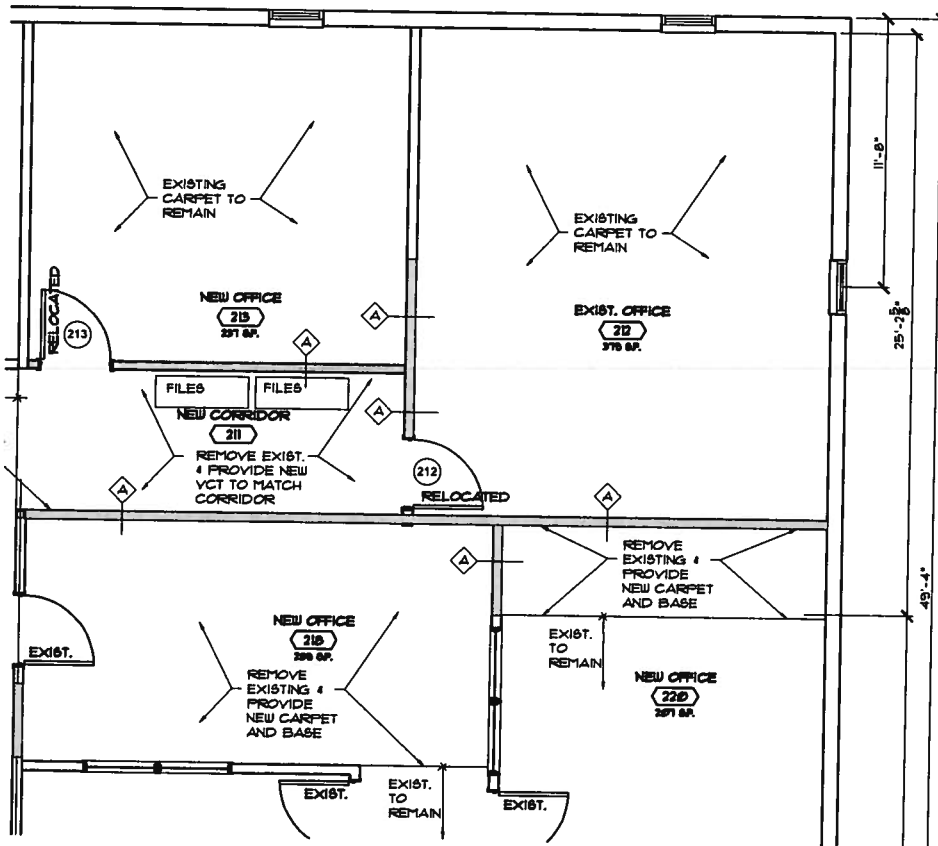 EXISTING
CARPET TO
REMAIN
EXISTING
CARPET TO
REMAIN
11'-8"
25'-2 5/8"
49'-4"
RELOCATED
213
NEW OFFICE
213
A
EXIST. OFFICE
212
A
FILES
FILES
NEW CORRIDOR
211
REMOVE EXIST.
& PROVIDE NEW
VCT TO MATCH
CORRIDOR
A
212
RELOCATED
A
A
A
REMOVE
EXISTING &
PROVIDE
NEW CARPET
AND BASE
EXIST.
NEW OFFICE
218
REMOVE
EXISTING &
PROVIDE
NEW CARPET
AND BASE
EXIST.
TO
REMAIN
NEW OFFICE
EXIST.
EXIST.
TO
REMAIN
EXIST.